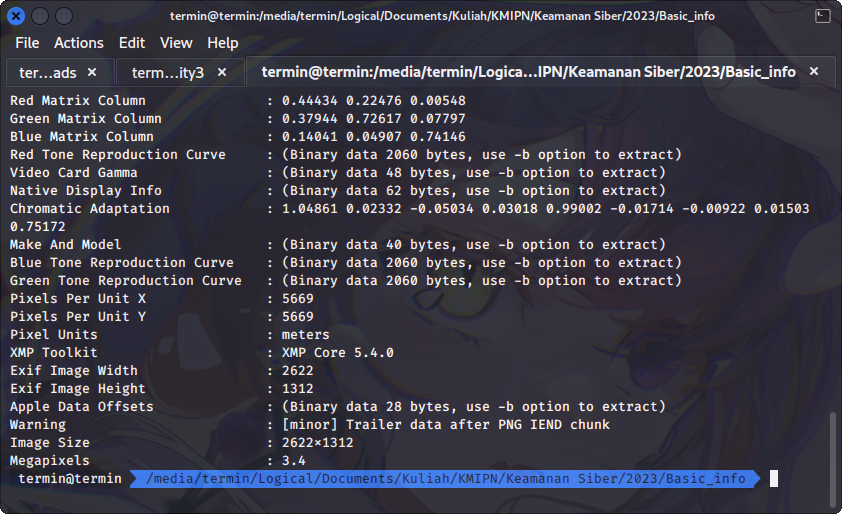 termin@termin:/media/termin/Logical/Documents/Kuliah/KMIPN/Keamanan Siber/2023/Basic_info
File Actions Edit View Help
ter...ads × term...ity3 × termin@termin:/media/termin/Logica...IPN/Keamanan Siber/2023/Basic_info ×
Red Matrix Column : 0.44434 0.22476 0.00548
Green Matrix Column : 0.37944 0.72617 0.07797
Blue Matrix Column : 0.14041 0.04907 0.74146
Red Tone Reproduction Curve : (Binary data 2060 bytes, use -b option to extract)
Video Card Gamma : (Binary data 48 bytes, use -b option to extract)
Native Display Info : (Binary data 62 bytes, use -b option to extract)
Chromatic Adaptation : 1.04861 0.02332 -0.05034 0.03018 0.99002 -0.01714 -0.00922 0.01503
0.75172
Make And Model : (Binary data 40 bytes, use -b option to extract)
Blue Tone Reproduction Curve : (Binary data 2060 bytes, use -b option to extract)
Green Tone Reproduction Curve : (Binary data 2060 bytes, use -b option to extract)
Pixels Per Unit X : 5669
Pixels Per Unit Y : 5669
Pixel Units : meters
XMP Toolkit : XMP Core 5.4.0
Exif Image Width : 2622
Exif Image Height : 1312
Apple Data Offsets : (Binary data 28 bytes, use -b option to extract)
Warning : [minor] Trailer data after PNG IEND chunk
Image Size : 2622×1312
Megapixels : 3.4
termin@termin /media/termin/Logical/Documents/Kuliah/KMIPN/Keamanan Siber/2023/Basic_info